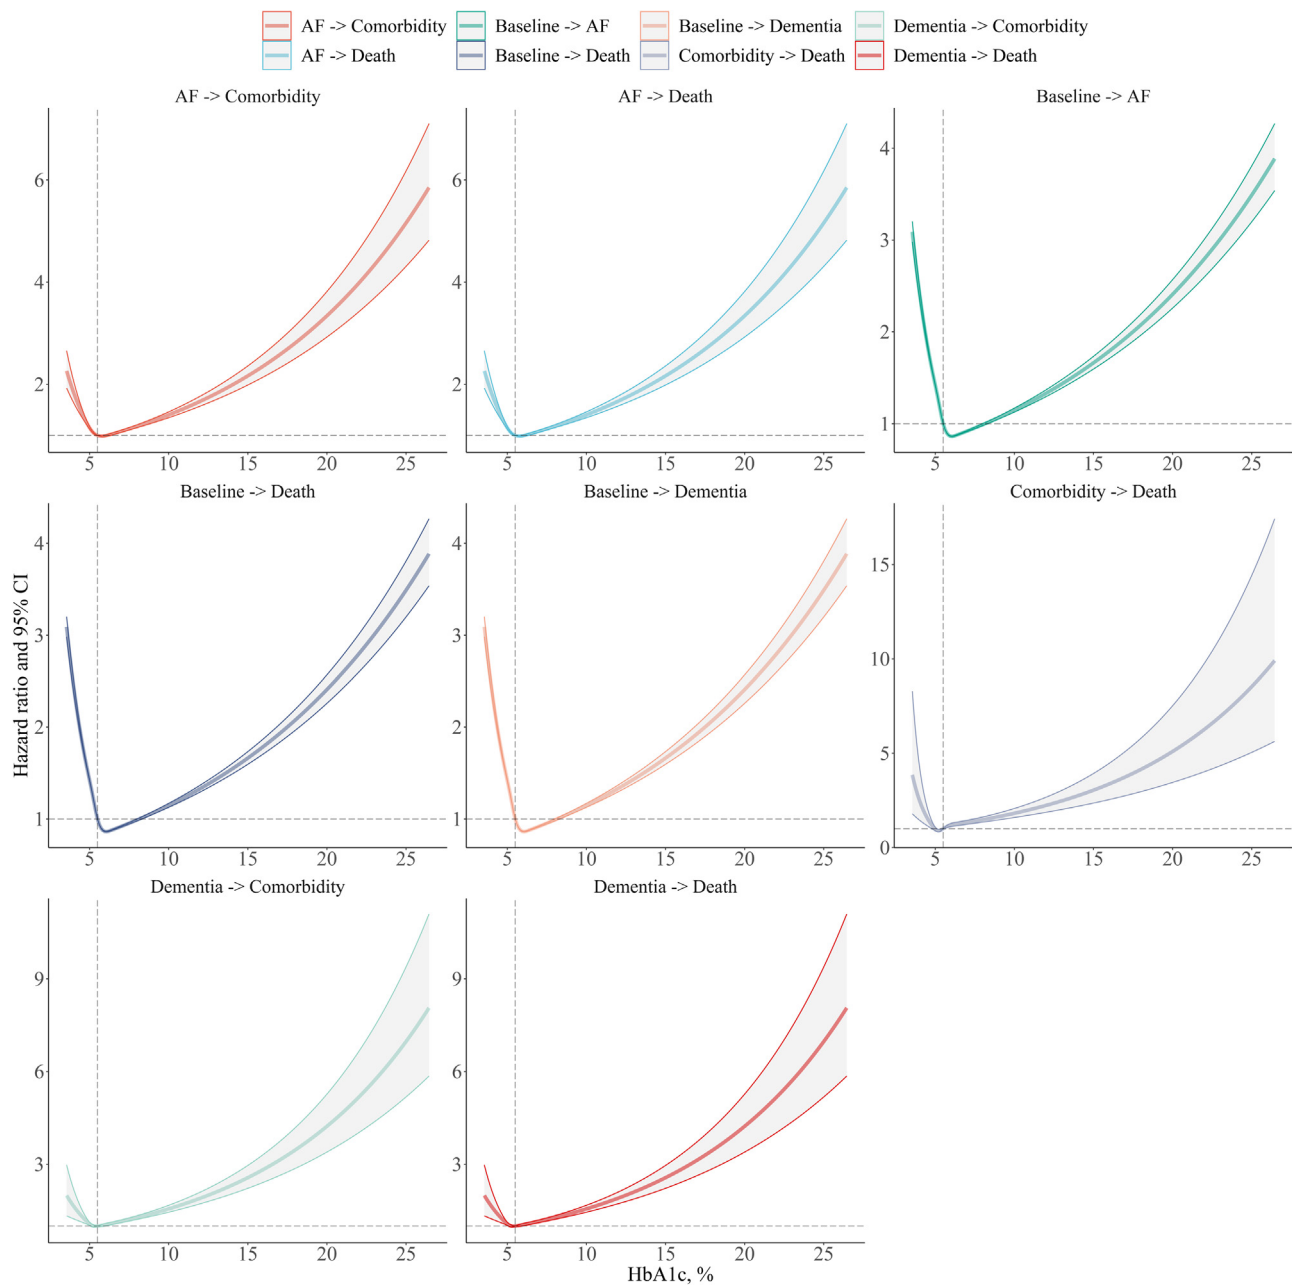 AF -> Comorbidity Baseline -> AF Baseline -> Dementia Dementia -> Comorbidity
AF -> Death Baseline -> Death Comorbidity -> Death Dementia -> Death
AF -> Comorbidity AF -> Death Baseline -> AF
6 6 4
4 4 3
2 2 2
1
5 10 15 20 25 5 10 15 20 25 5 10 15 20 25
Baseline -> Death Baseline -> Dementia Comorbidity -> Death
Hazard ratio and 95% CI
4 4 15
3 3 10
2 2 5
1 1 0
5 10 15 20 25 5 10 15 20 25 5 10 15 20 25
Dementia -> Comorbidity Dementia -> Death
9 9
6 6
3 3
5 10 15 20 25 5 10 15 20 25
HbA1c, %